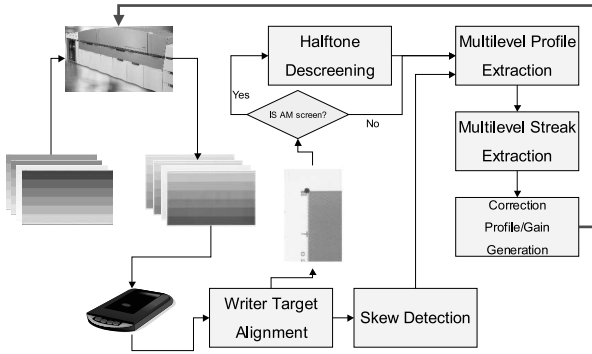 Halftone
Descreening
Multilevel Profile
Extraction
Yes
IS AM screen?
No
Multilevel Streak
Extraction
Correction
Profile/Gain
Generation
Writer Target
Alignment
Skew Detection